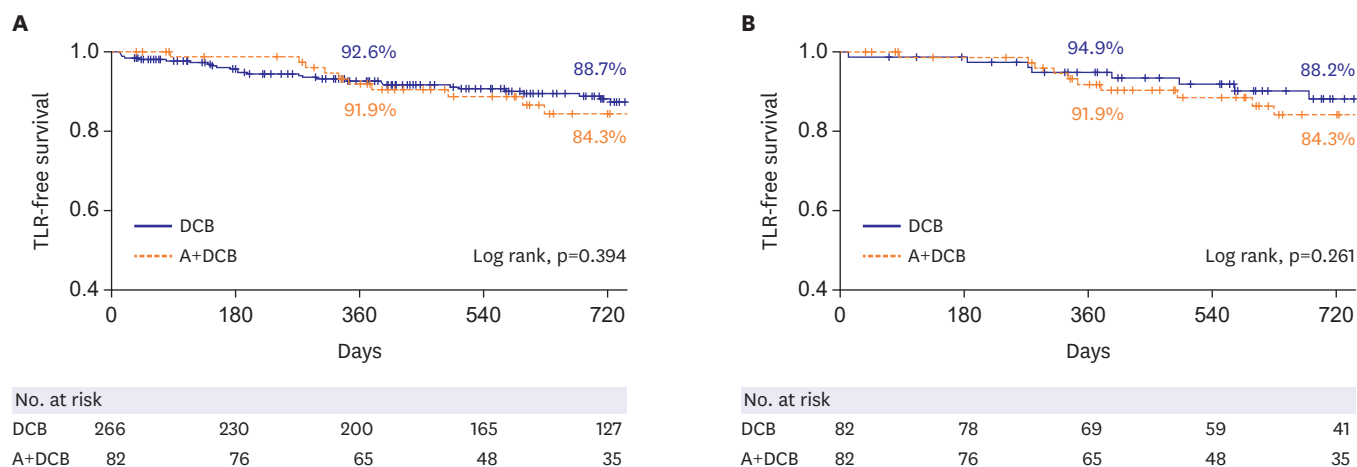 A
1.0
0.8
0.6
0.4
TLR-free survival
92.6%
88.7%
91.9%
84.3%
DCB
A+DCB
Log rank, p=0.394
0 180 360 540 720
Days
No. at risk
DCB 266 230 200 165 127
A+DCB 82 76 65 48 35
B
1.0
0.8
0.6
0.4
TLR-free survival
94.9%
88.2%
91.9%
84.3%
DCB
A+DCB
Log rank, p=0.261
0 180 360 540 720
Days
No. at risk
DCB 82 78 69 59 41
A+DCB 82 76 65 48 35